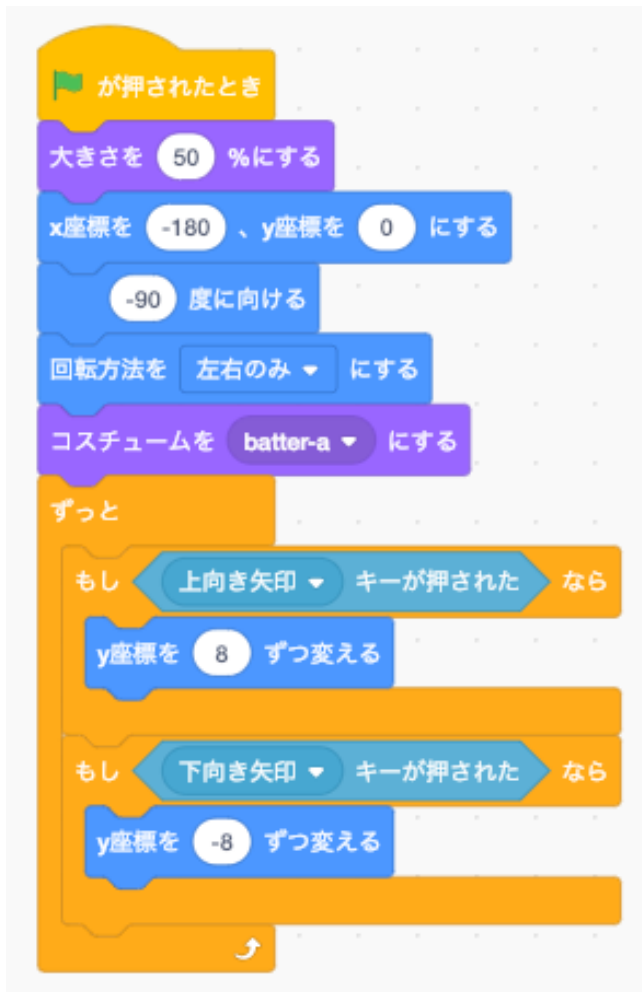 が押されたとき
大きさを 50 %にする
x座標を -180 、y座標を 0 にする
-90 度に向ける
回転方法を 左右のみ にする
コスチュームを batter-a にする
ずっと
もし 上向き矢印 キーが押された なら
y座標を 8 ずつ変える
もし 下向き矢印 キーが押された なら
y座標を -8 ずつ変える